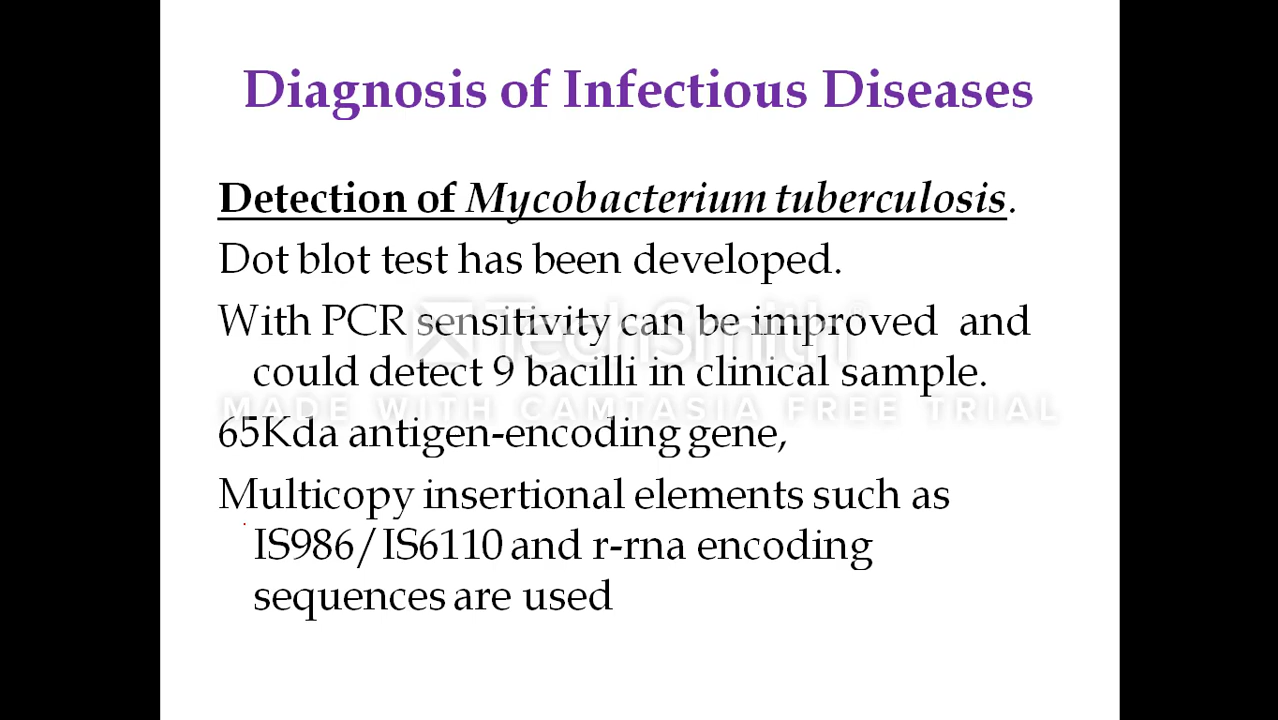 Diagnosis of Infectious Diseases
Detection of Mycobacterium tuberculosis.
Dot blot test has been developed.
With PCR sensitivity can be improved and
could detect 9 bacilli in clinical sample.
65Kda antigen-encoding gene,
Multicopy insertional elements such as
IS986/IS6110 and r-rna encoding
sequences are used
TechSmith®
MADE WITH CAMTASIA FREE TRIAL